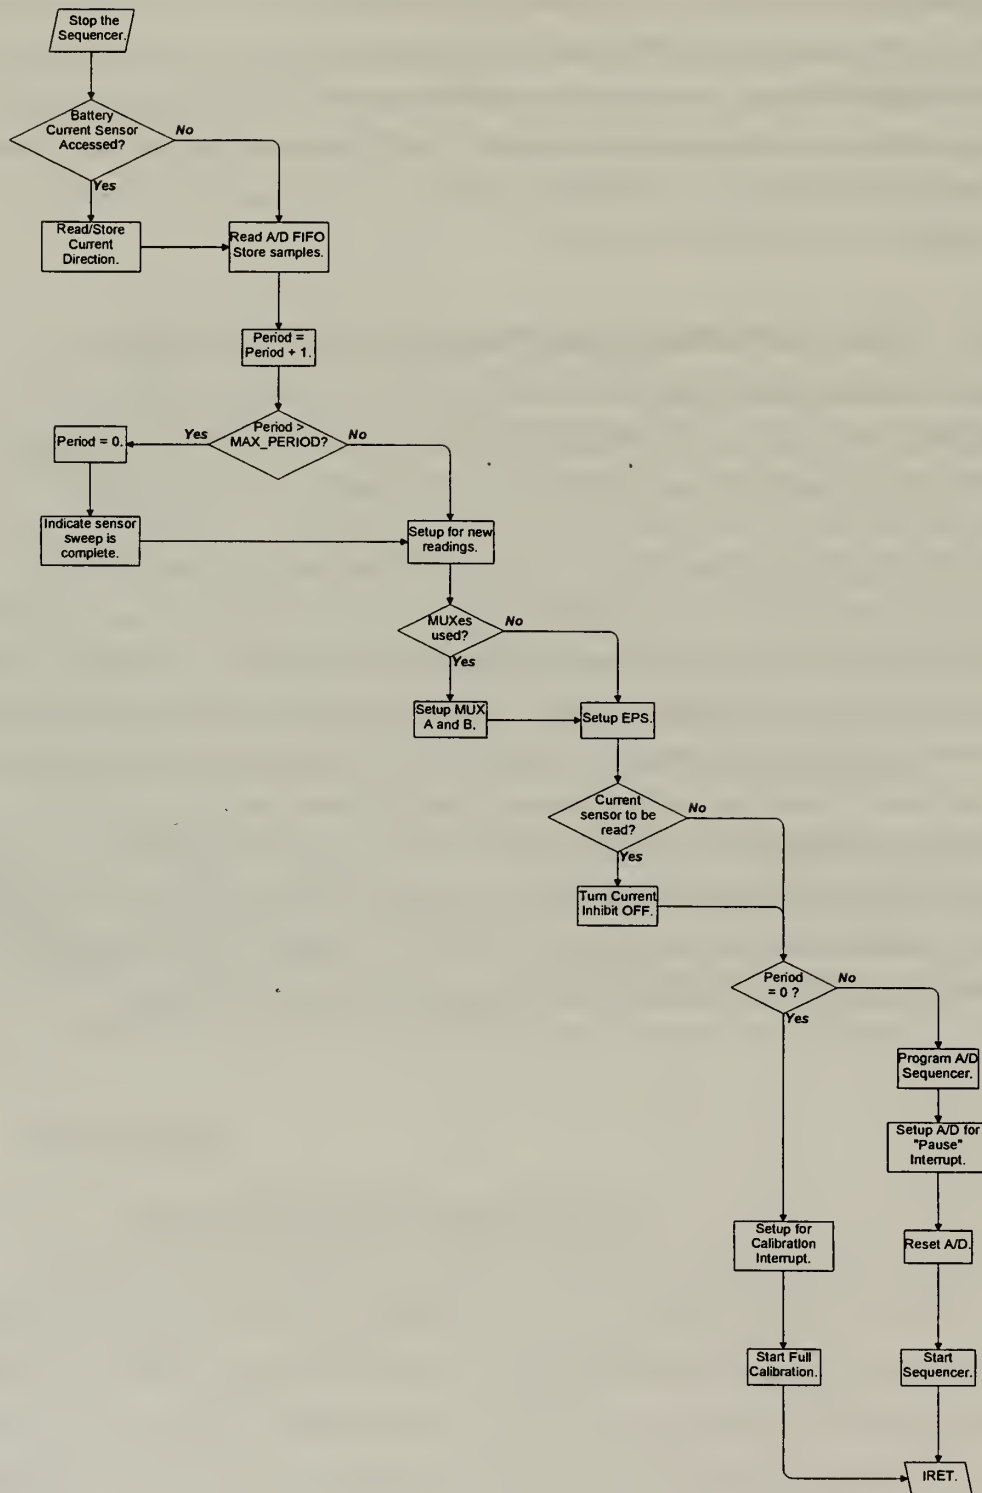 Stop the
Sequencer.
Battery
Current Sensor
Accessed?
No
Yes
Read/Store
Current
Direction.
Read A/D FIFO
Store samples.
Period =
Period + 1.
Period >
MAX_PERIOD?
Yes
No
Period = 0.
Indicate sensor
sweep is
complete.
Setup for new
readings.
MUXes
used?
No
Yes
Setup MUX
A and B.
Setup EPS.
Current
sensor to be
read?
No
Yes
Turn Current
Inhibit OFF.
Period
= 0 ?
No
Yes
Program A/D
Sequencer.
Setup A/D for
"Pause"
Interrupt.
Setup for
Calibration
Interrupt.
Reset A/D.
Start Full
Calibration.
Start
Sequencer.
IRET.